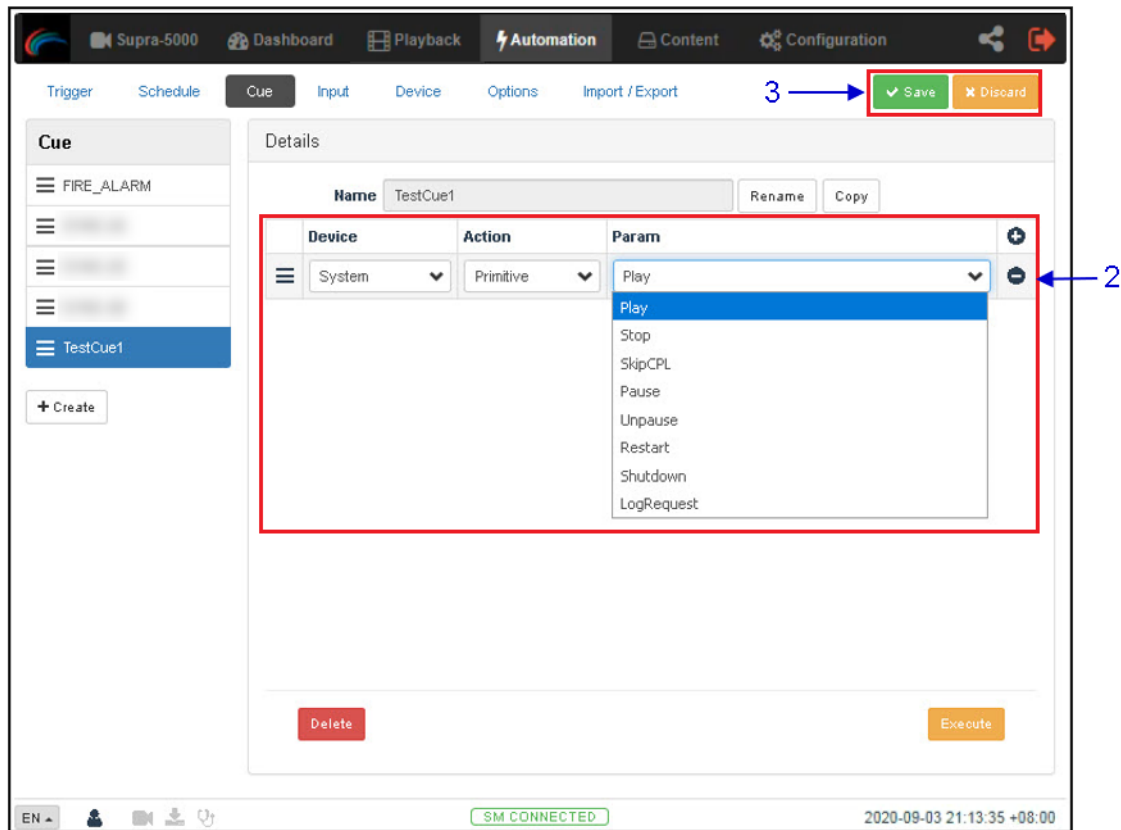 Supra-5000 Dashboard Playback Automation Content Configuration
Trigger Schedule Cue Input Device Options Import / Export 3 Save Discard
Cue
FIRE_ALARM
TestCue1
+ Create
Details
Name TestCue1 Rename Copy
Device Action Param
System Primitive Play
2
Play
Stop
SkipCPL
Pause
Unpause
Restart
Shutdown
LogRequest
Delete Execute
EN SM CONNECTED 2020-09-03 21:13:35 +08:00